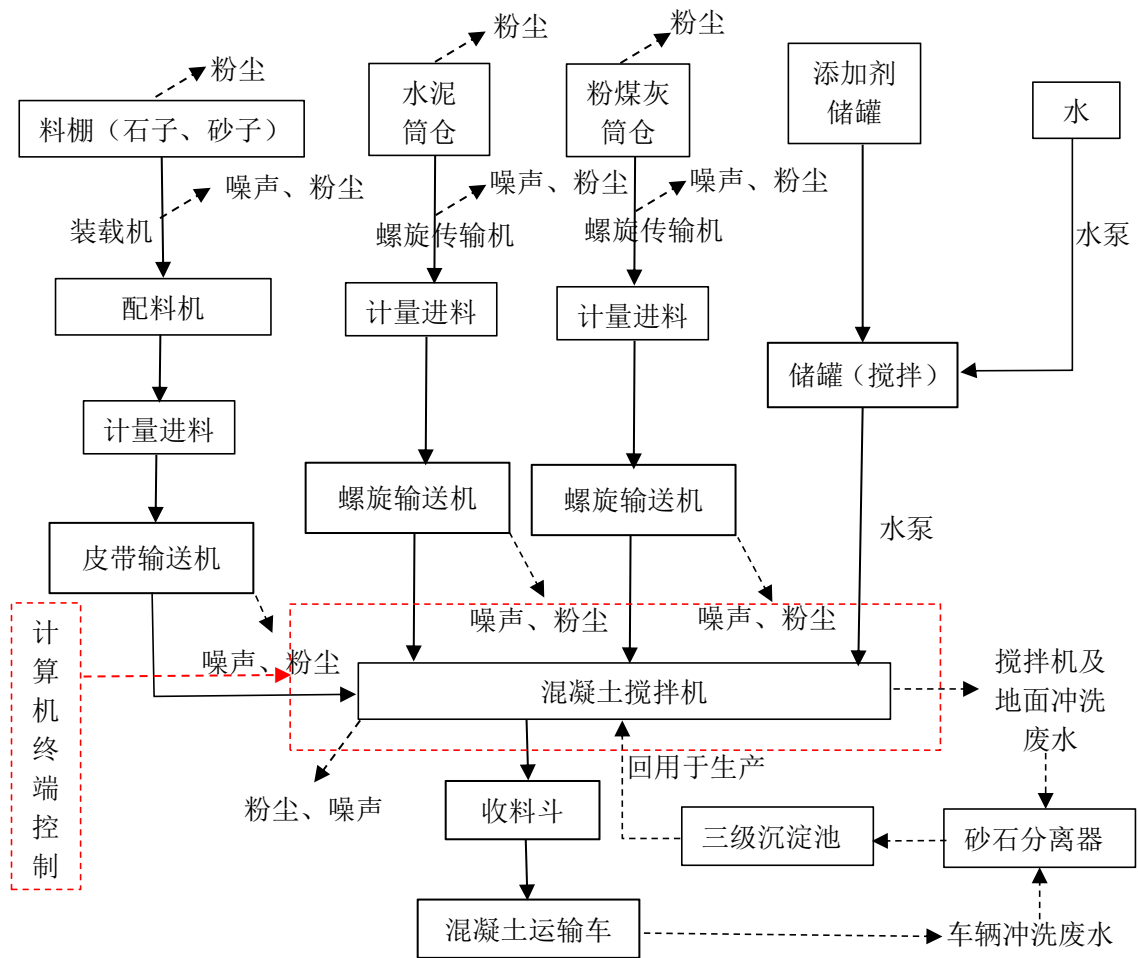 粉尘
粉尘
粉尘
料棚（石子、砂子）
水泥
筒仓
粉煤灰
筒仓
添加剂
储罐
水
噪声、粉尘
噪声、粉尘
噪声、粉尘
装载机
螺旋传输机
螺旋传输机
水泵
配料机
计量进料
计量进料
储罐（搅拌）
计量进料
螺旋输送机
螺旋输送机
水泵
皮带输送机
噪声、粉尘
噪声、粉尘
噪声、粉尘
计
算
机
终
端
控
制
混凝土搅拌机
搅拌机及
地面冲洗
废水
粉尘、噪声
回用于生产
收料斗
三级沉淀池
砂石分离器
混凝土运输车
车辆冲洗废水